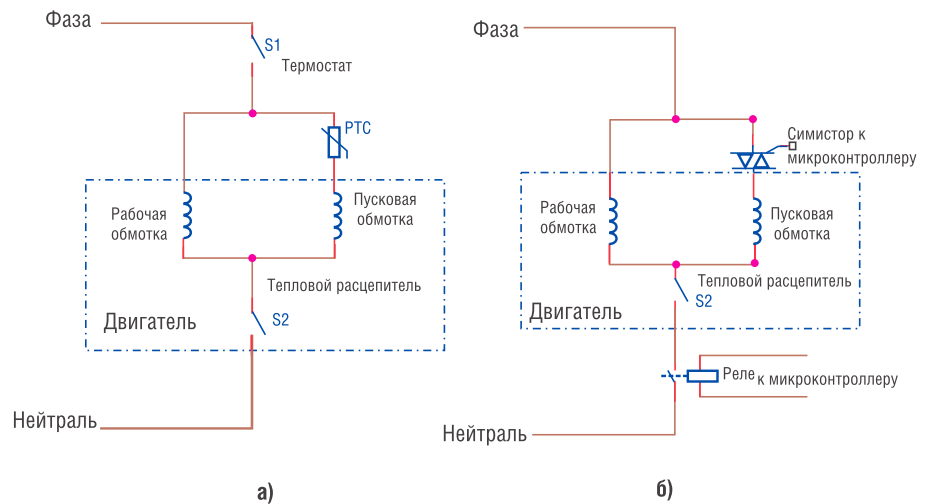 Фаза
S1
Термостат
PTC
Рабочая
обмотка
Пусковая
обмотка
Тепловой расцепитель
S2
Двигатель
Нейтраль
а)
Фаза
Симистор к
микроконтроллеру
Рабочая
обмотка
Пусковая
обмотка
Тепловой расцепитель
S2
Двигатель
Реле к микроконтроллеру
Нейтраль
б)